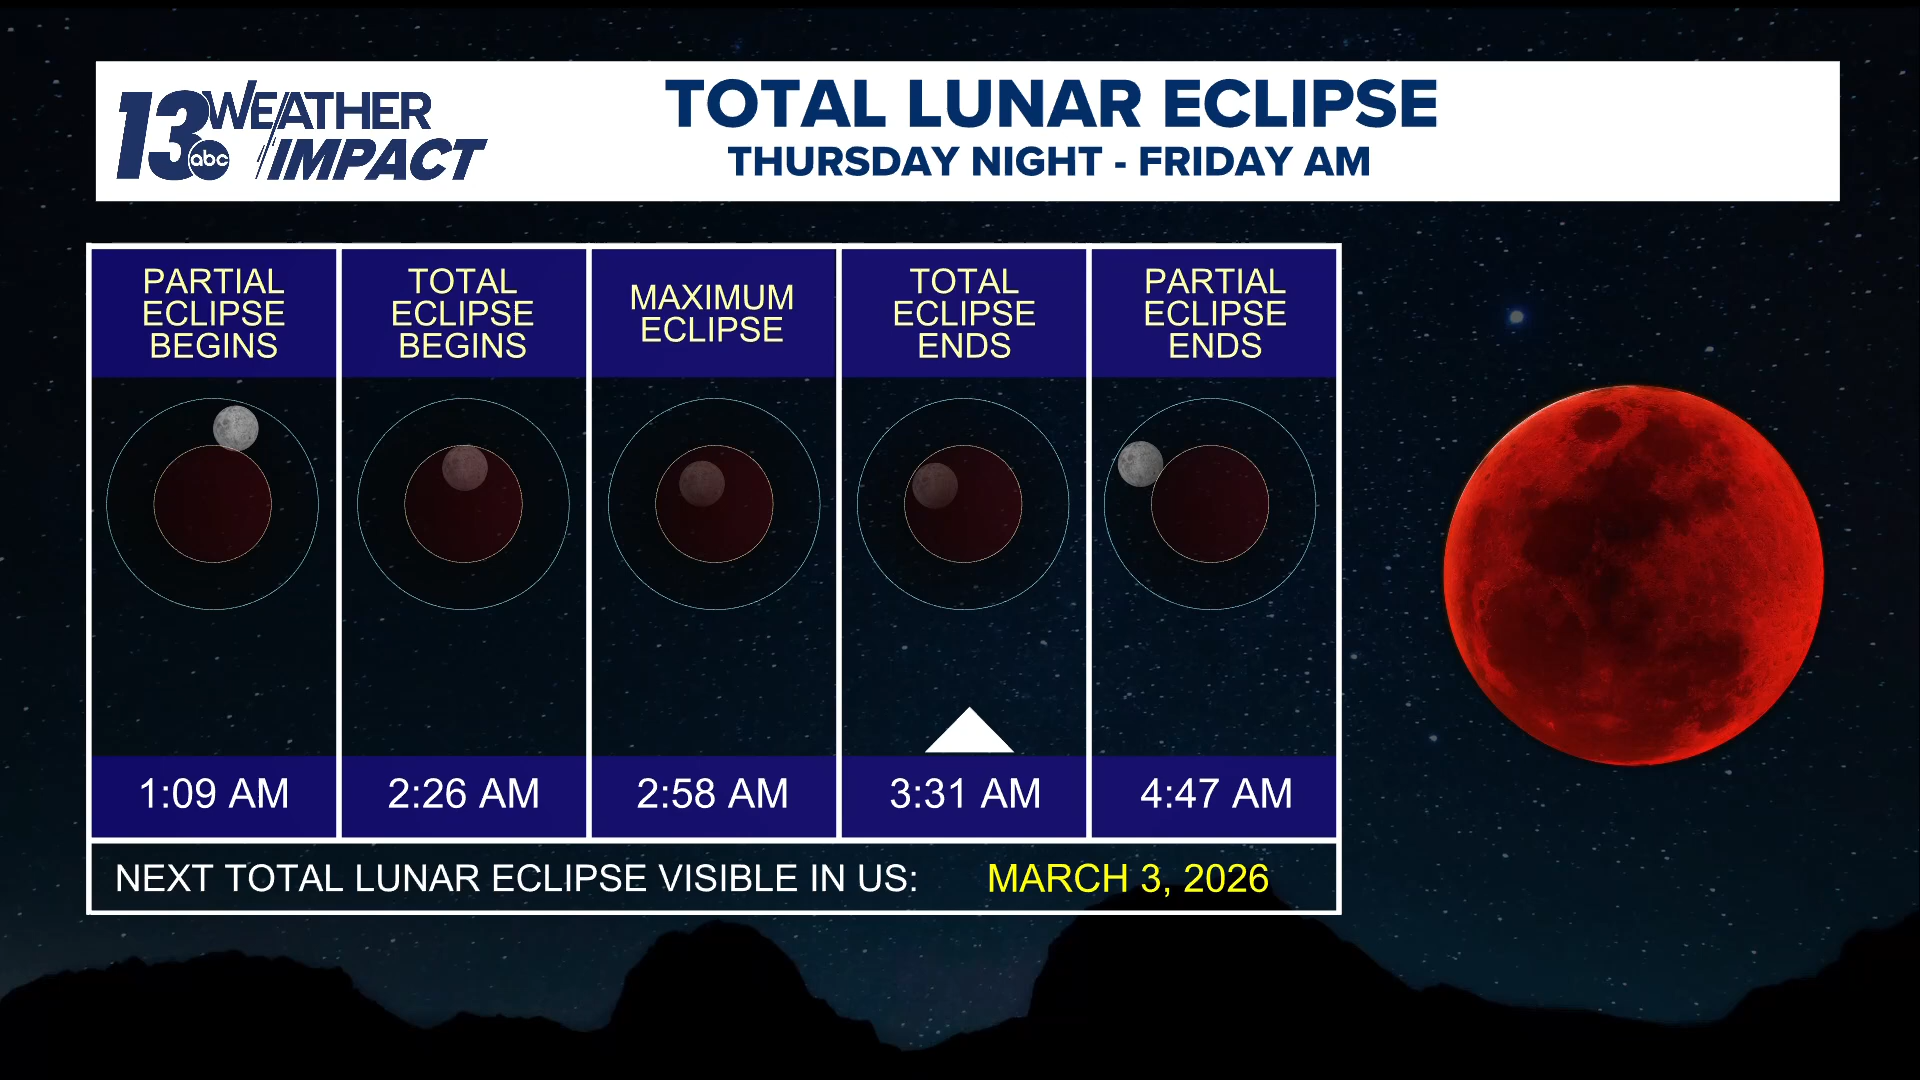 13 WEATHER
abc IMPACT
TOTAL LUNAR ECLIPSE
THURSDAY NIGHT - FRIDAY AM
PARTIAL
ECLIPSE
BEGINS
TOTAL
ECLIPSE
BEGINS
MAXIMUM
ECLIPSE
TOTAL
ECLIPSE
ENDS
PARTIAL
ECLIPSE
ENDS
1:09 AM
2:26 AM
2:58 AM
3:31 AM
4:47 AM
NEXT TOTAL LUNAR ECLIPSE VISIBLE IN US: MARCH 3, 2026